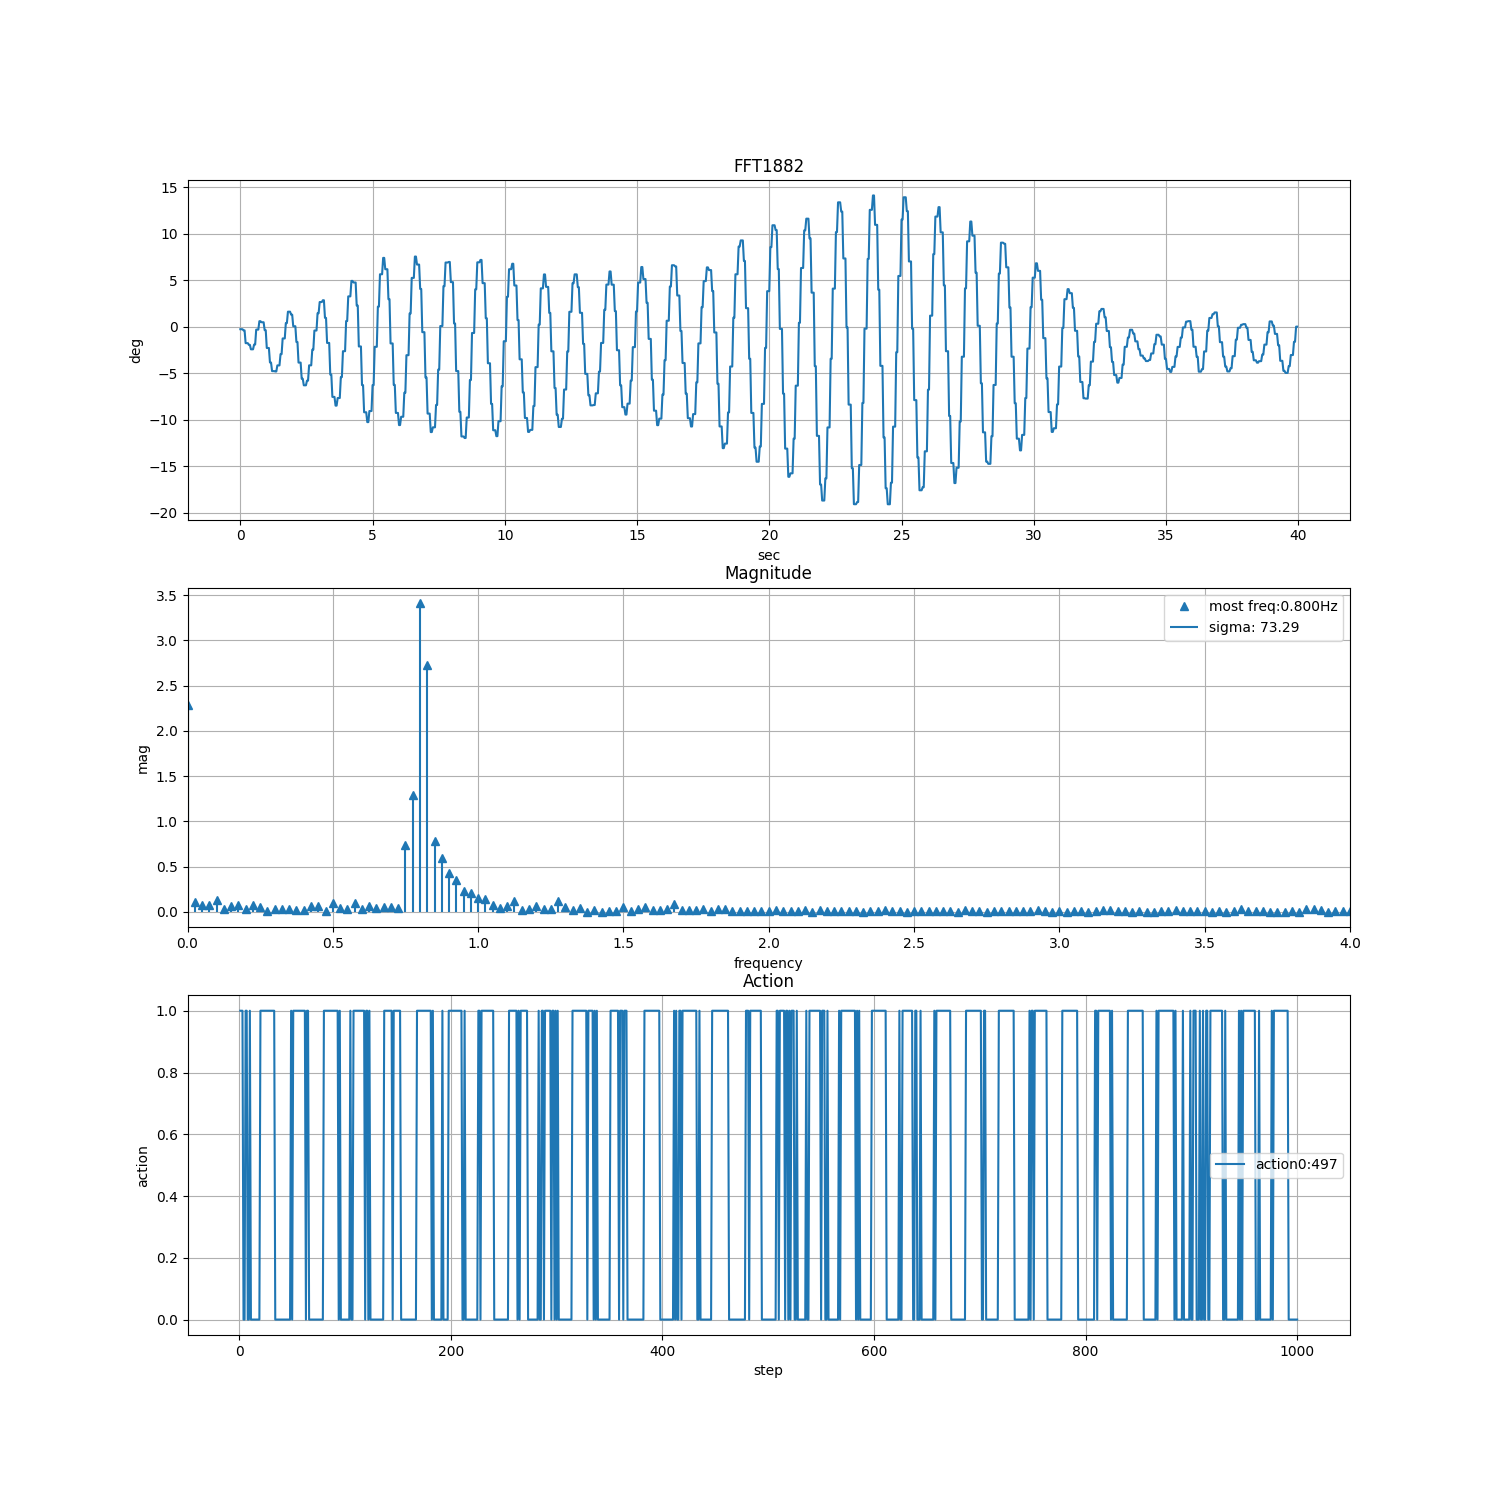 FFT1882
15
10
5
0
−5
−10
−15
−20
deg
0 5 10 15 20 25 30 35 40
sec
Magnitude
3.5
3.0
2.5
2.0
1.5
1.0
0.5
0.0
mag
most freq:0.800Hz
sigma: 73.29
0.0 0.5 1.0 1.5 2.0 2.5 3.0 3.5 4.0
frequency
Action
1.0
0.8
0.6
0.4
0.2
0.0
action
action0:497
0 200 400 600 800 1000
step